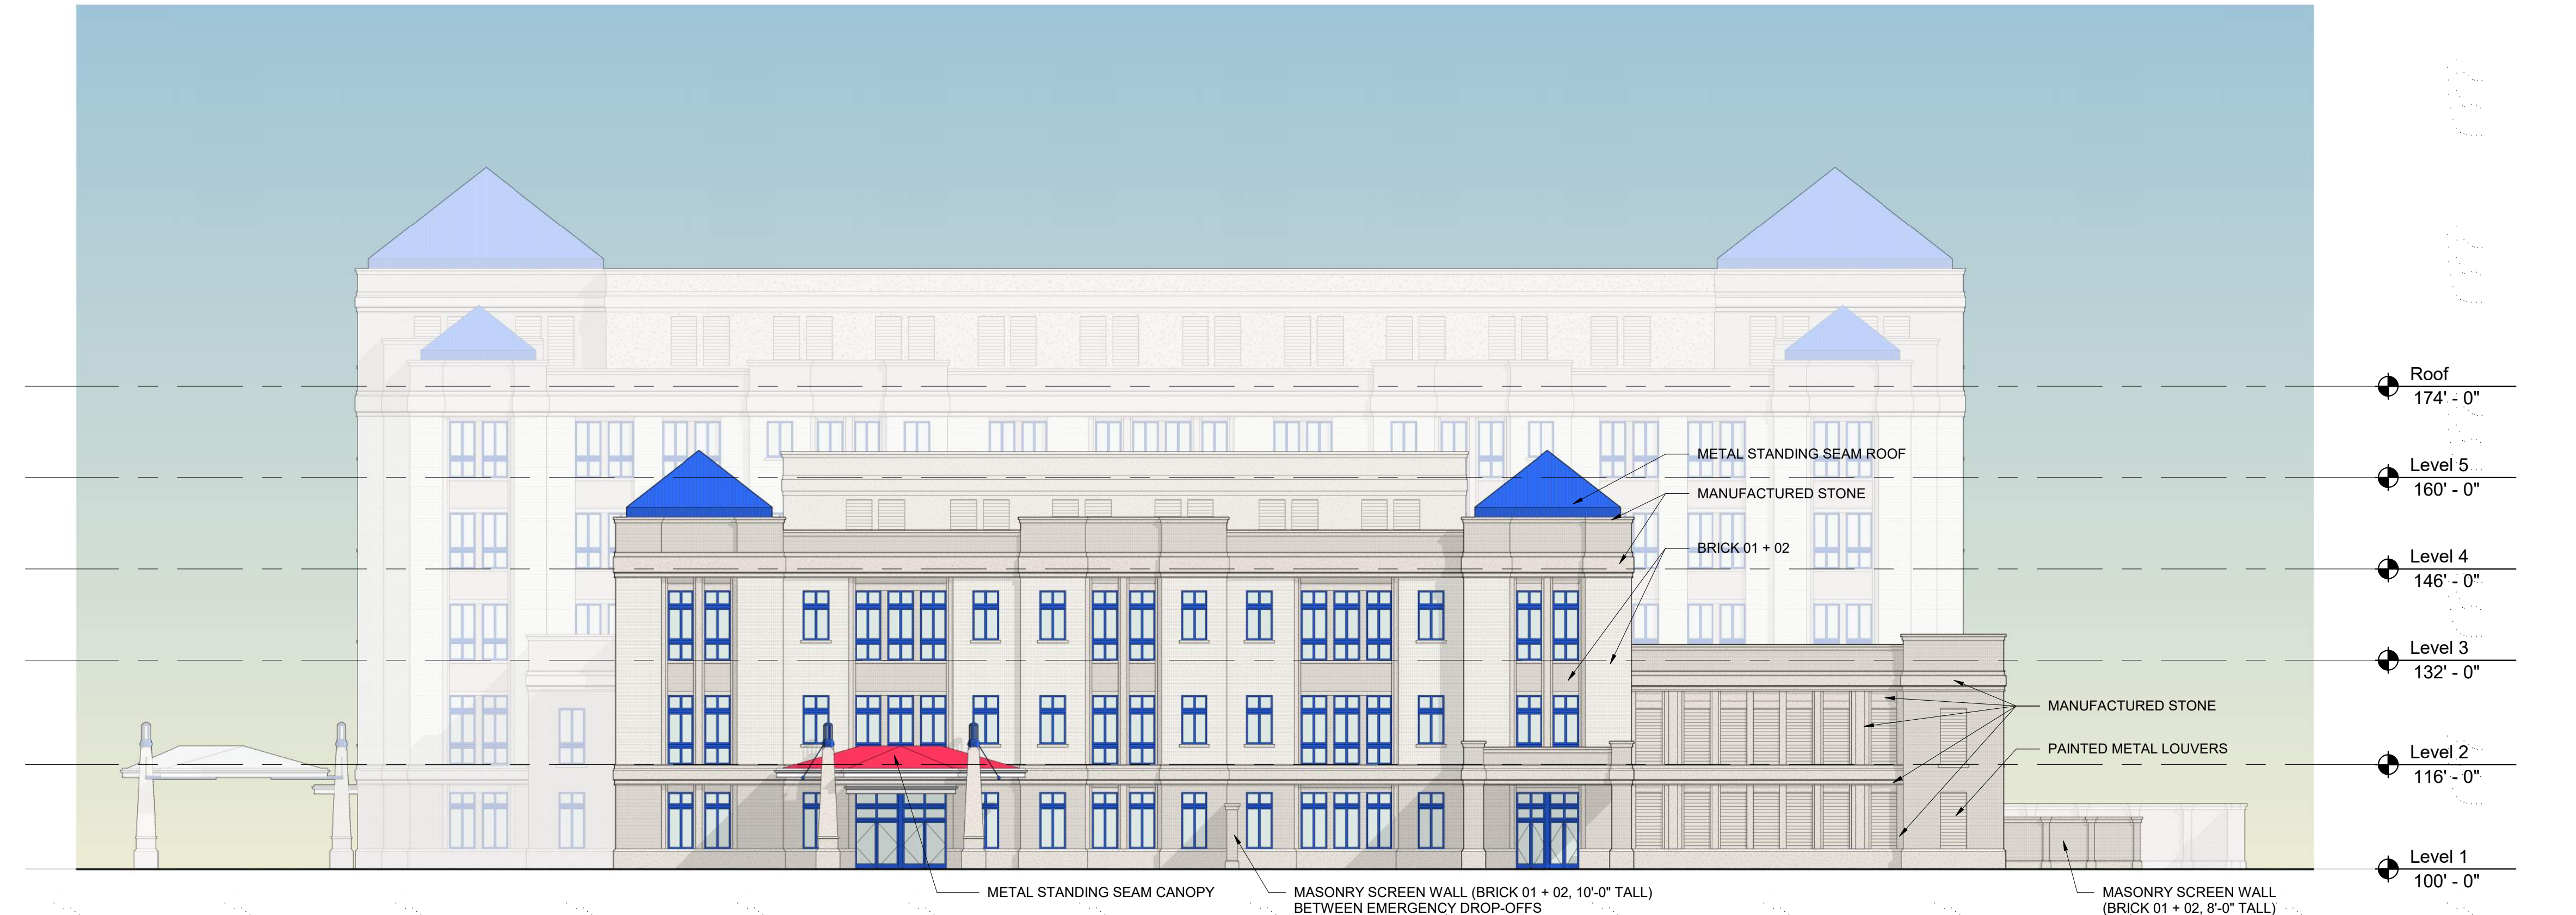 Roof
174' - 0"
METAL STANDING SEAM ROOF
Level 5
160' - 0"
MANUFACTURED STONE
BRICK 01 + 02
Level 4
146' - 0"
Level 3
132' - 0"
MANUFACTURED STONE
PAINTED METAL LOUVERS
Level 2
116' - 0"
Level 1
100' - 0"
METAL STANDING SEAM CANOPY
MASONRY SCREEN WALL (BRICK 01 + 02, 10'-0" TALL)
BETWEEN EMERGENCY DROP-OFFS
MASONRY SCREEN WALL
(BRICK 01 + 02, 8'-0" TALL)